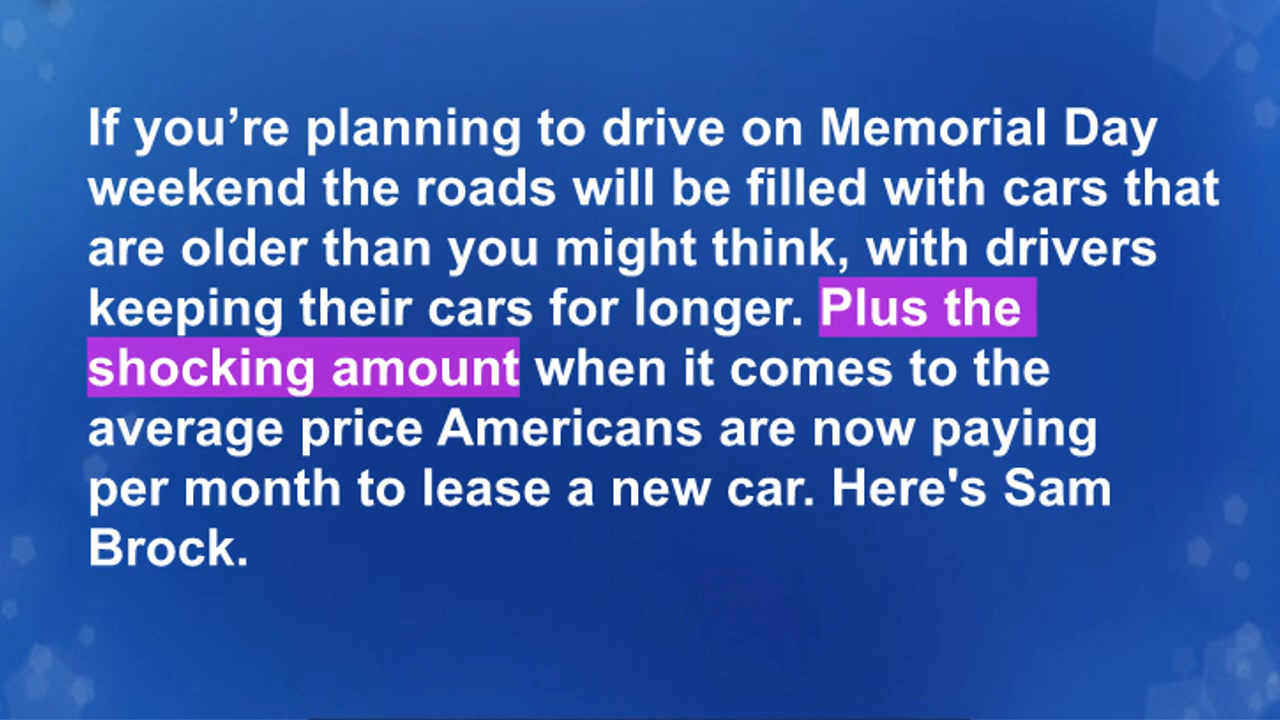 If you’re planning to drive on Memorial Day
weekend the roads will be filled with cars that
are older than you might think, with drivers
keeping their cars for longer. Plus the
shocking amount when it comes to the
average price Americans are now paying
per month to lease a new car. Here's Sam
Brock.